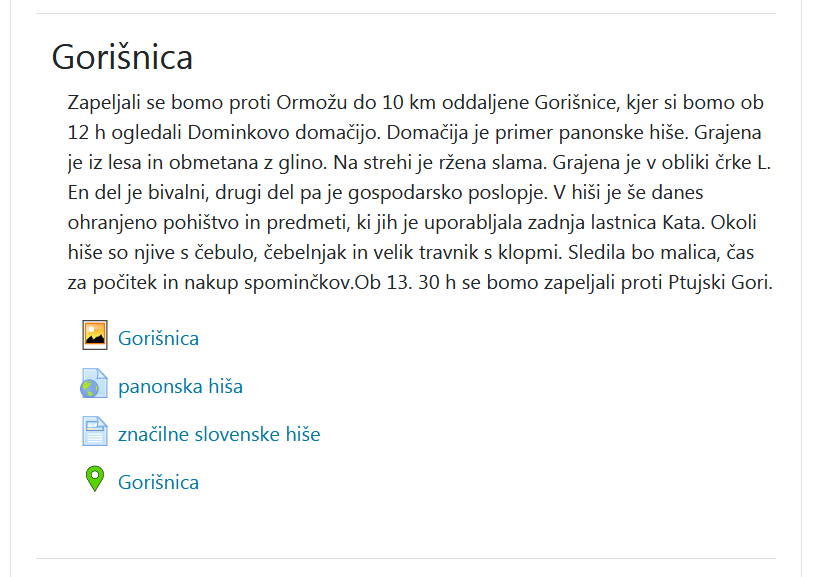 Gorišnica
Zapeljali se bomo proti Ormožu do 10 km oddaljene Gorišnice, kjer si bomo ob
12 h ogledali Dominkovo domačijo. Domačija je primer panonske hiše. Grajena
je iz lesa in obmetana z glino. Na strehi je ržena slama. Grajena je v obliki črke L.
En del je bivalni, drugi del pa je gospodarsko poslopje. V hiši je še danes
ohranjeno pohištvo in predmeti, ki jih je uporabljala zadnja lastnica Kata. Okoli
hiše so njive s čebulo, čebelnjak in velik travnik s klopmi. Sledila bo malica, čas
za počitek in nakup spominčkov.Ob 13. 30 h se bomo zapeljali proti Ptujski Gori.
Gorišnica
panonska hiša
značilne slovenske hiše
Gorišnica